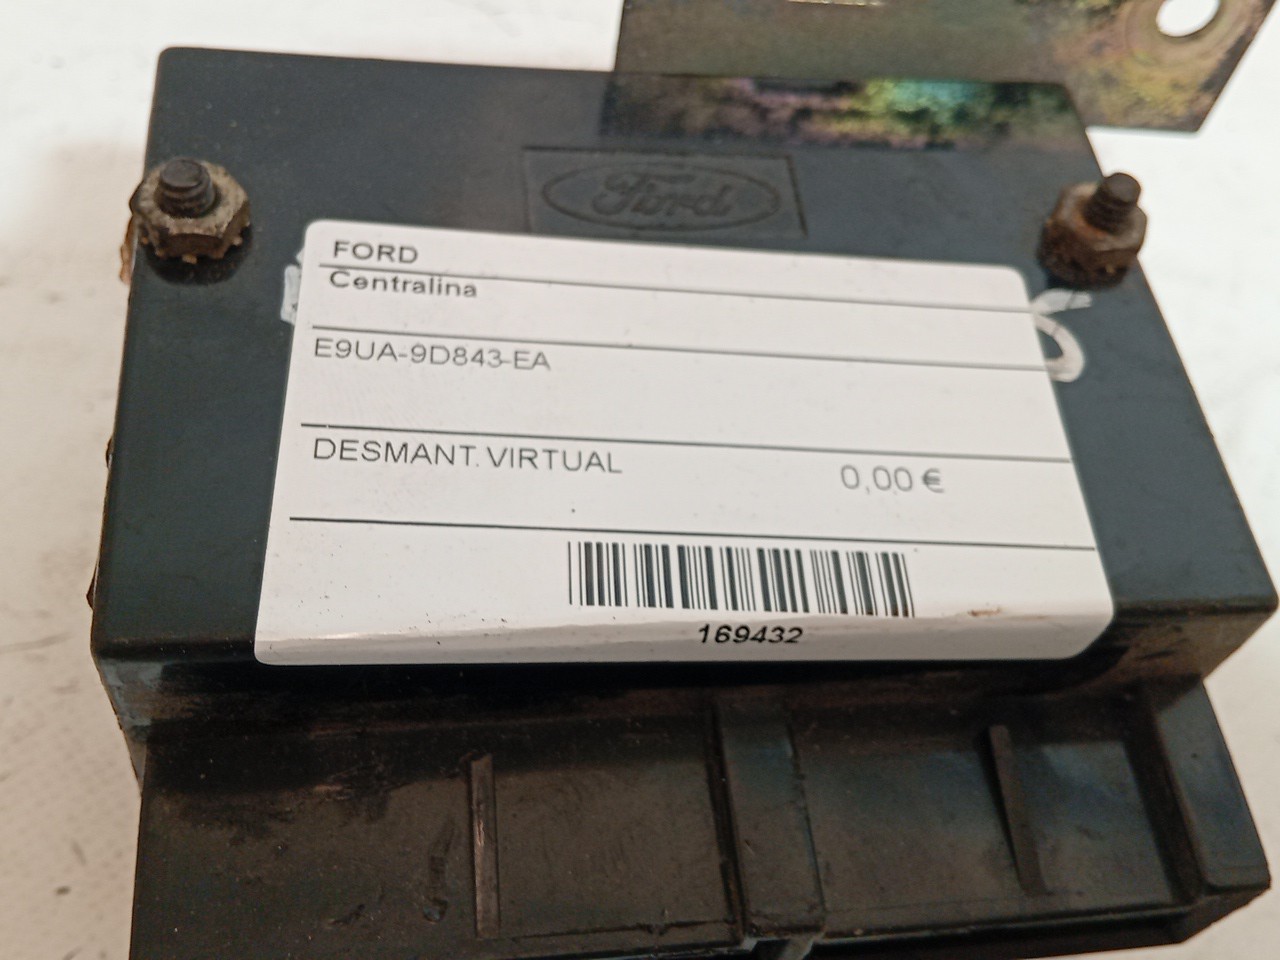 Ford
FORD
Centralina
E9UA-9D843-EA
DESMANT. VIRTUAL 0,00 €
169432